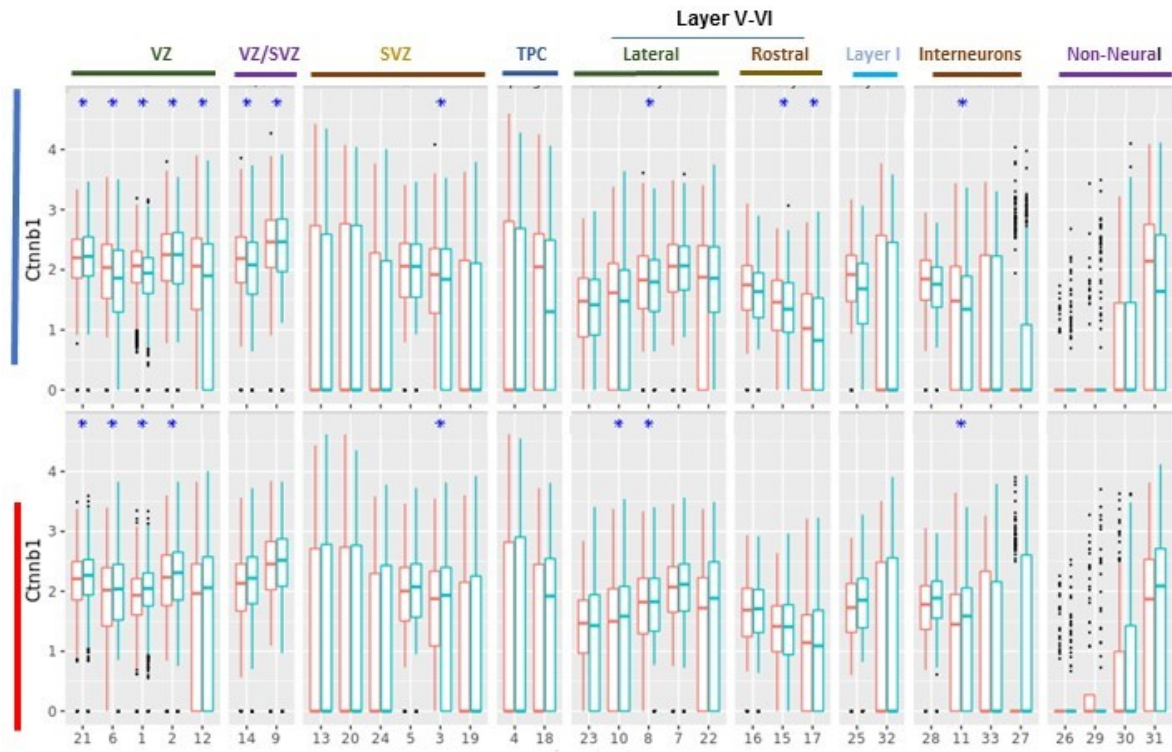 Layer V-VI
VZ VZ/SVZ SVZ TPC Lateral Rostral Layer I Interneurons Non-Neural
* * * * * * * * * * * *
Ctnnb1
4
3
2
1
0
* * * * * * * *
Ctnnb1
4
3
2
1
0
21 6 1 2 12 14 9 13 20 24 5 3 19 4 18 23 10 8 7 22 16 15 17 25 32 28 11 33 27 26 29 30 31